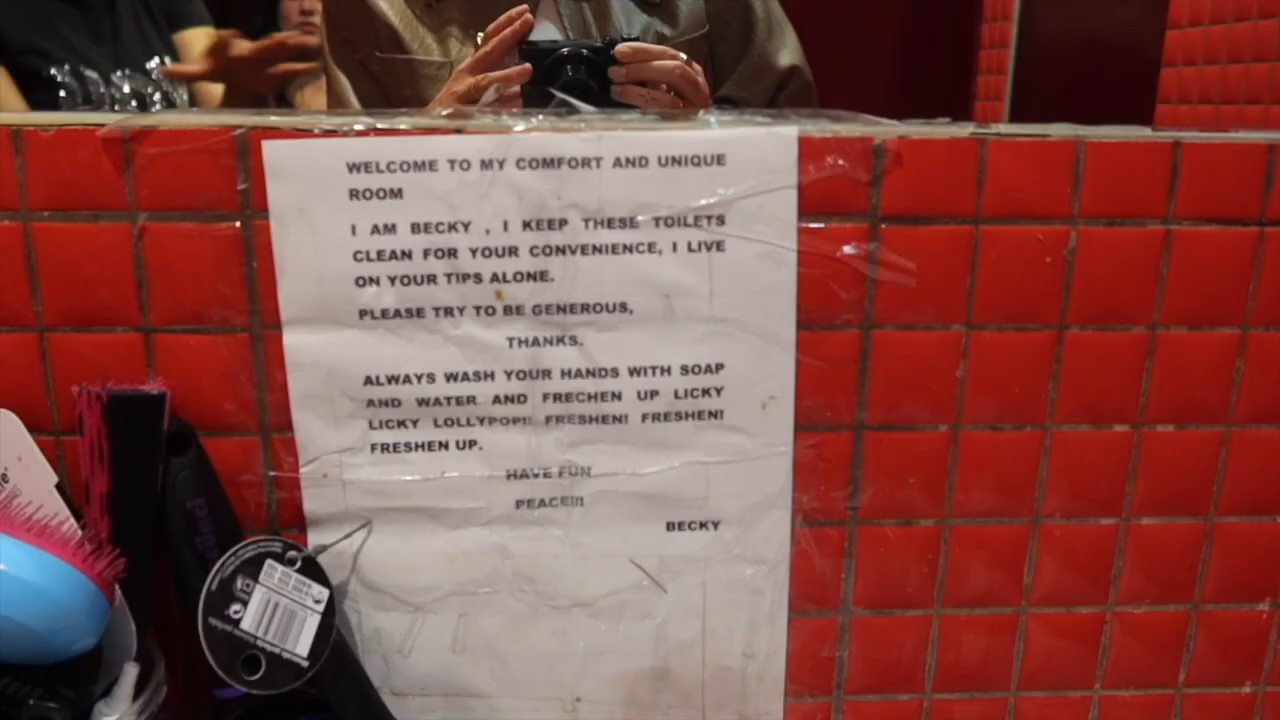 WELCOME TO MY COMFORT AND UNIQUE
ROOM
I AM BECKY , I KEEP THESE TOILETS
CLEAN FOR YOUR CONVENIENCE, I LIVE
ON YOUR TIPS ALONE.
PLEASE TRY TO BE GENEROUS,
THANKS.
ALWAYS WASH YOUR HANDS WITH SOAP
AND WATER AND FRECHEN UP LICKY
LICKY LOLLYPOP!! FRESHEN! FRESHEN!
FRESHEN UP.
HAVE FUN
PEACE!!!
BECKY